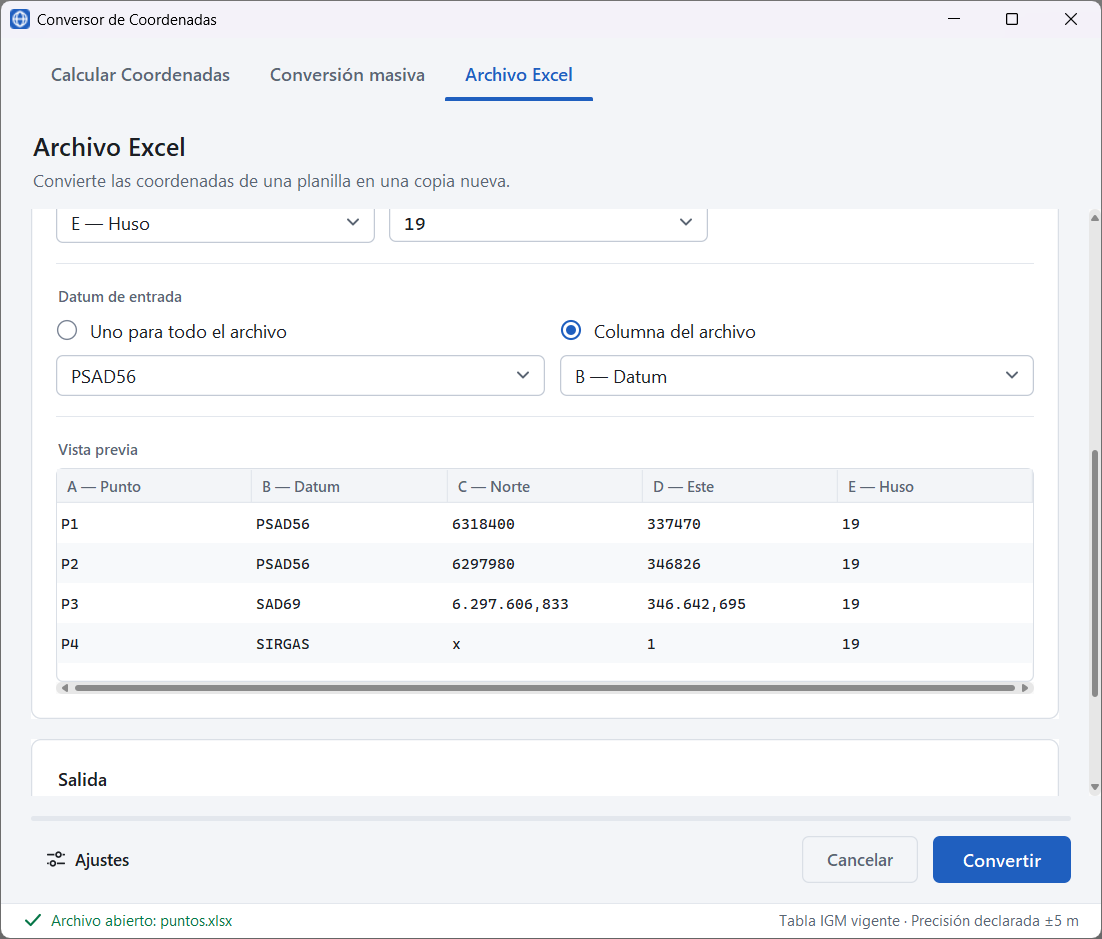 Conversor de Coordenadas
Calcular Coordenadas Conversión masiva Archivo Excel
Archivo Excel
Convierte las coordenadas de una planilla en una copia nueva.
E — Huso 19
Datum de entrada
Uno para todo el archivo Columna del archivo
PSAD56 B — Datum
Vista previa
A — Punto B — Datum C — Norte D — Este E — Huso
P1 PSAD56 6318400 337470 19
P2 PSAD56 6297980 346826 19
P3 SAD69 6.297.606,833 346.642,695 19
P4 SIRGAS x 1 19
Salida
Ajustes Cancelar Convertir
Archivo abierto: puntos.xlsx Tabla IGM vigente · Precisión declarada ±5 m